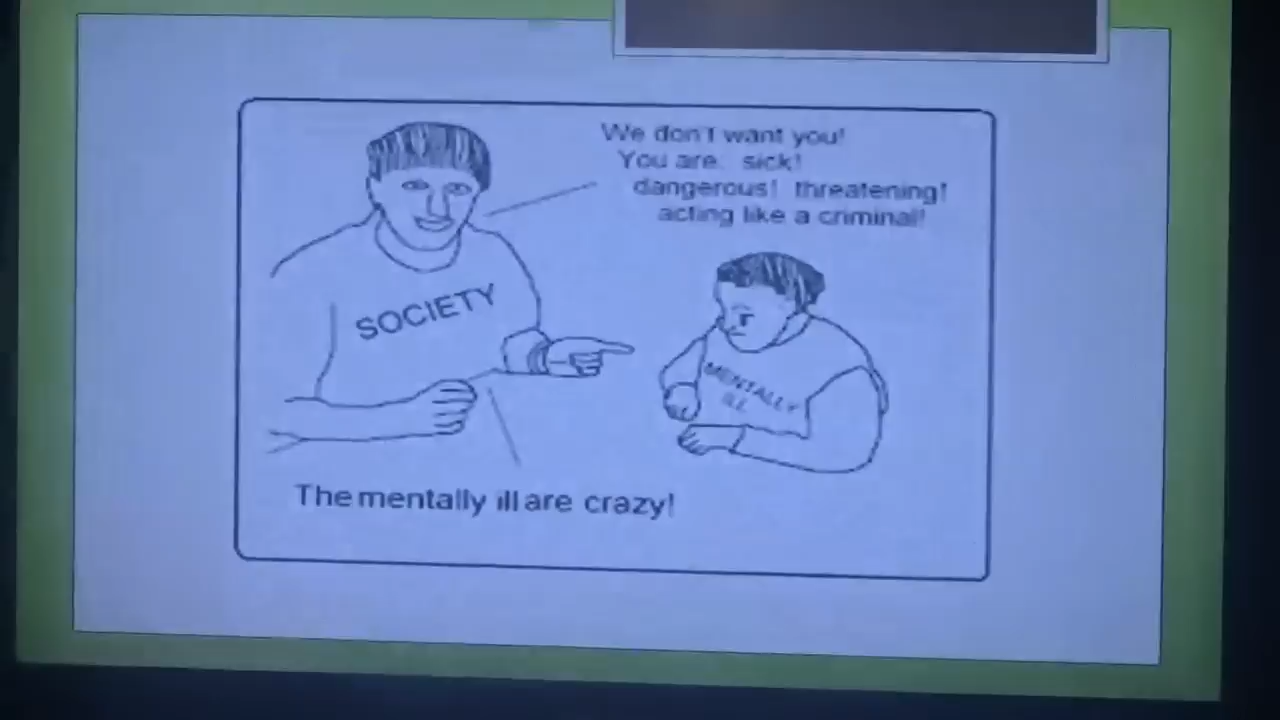 We don't want you!
You are sick!
dangerous! threatening!
acting like a criminal!
SOCIETY
MENTALLY
ILL
The mentally ill are crazy!